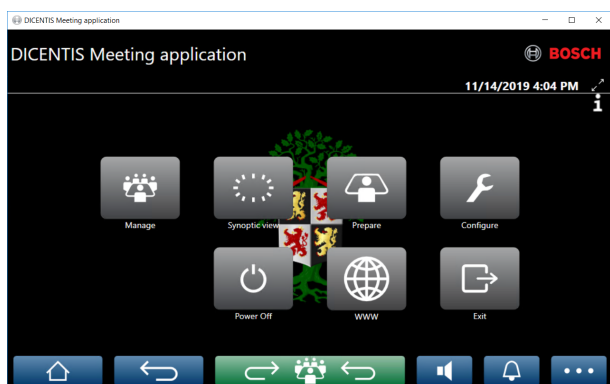 DICENTIS Meeting application
DICENTIS Meeting application
BOSCH
11/14/2019 4:04 PM
i
Manage
Synoptic view
Prepare
Configure
Power Off
WWW
Exit